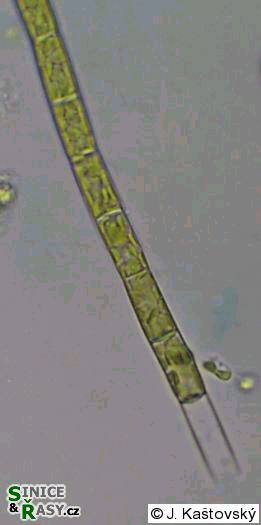 SINICE
& ŘASY.cz
© J. Kaštovský